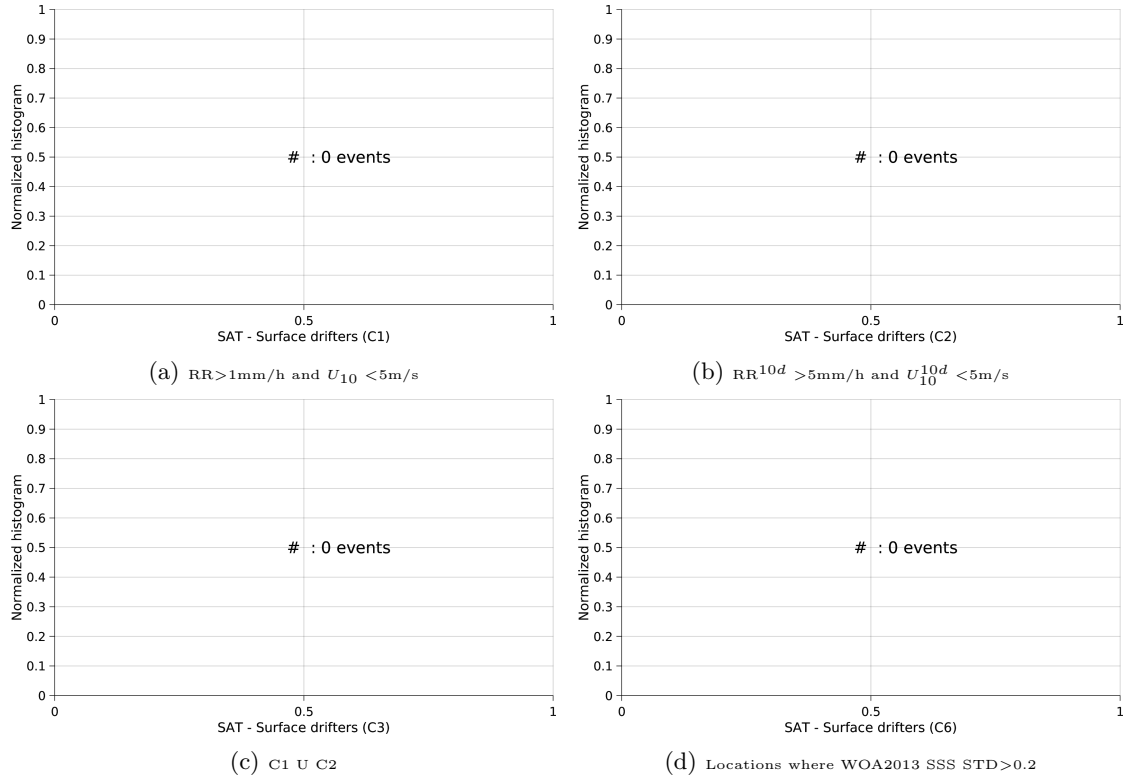 1
0.9
0.8
0.7
0.6
0.5
0.4
0.3
0.2
0.1
0
Normalized histogram
# : 0 events
0 0.5 1
SAT - Surface drifters (C1)
(a) RR>1mm/h and U10 <5m/s
1
0.9
0.8
0.7
0.6
0.5
0.4
0.3
0.2
0.1
0
Normalized histogram
# : 0 events
0 0.5 1
SAT - Surface drifters (C2)
(b) RR^10d >5mm/h and U10^10d <5m/s
1
0.9
0.8
0.7
0.6
0.5
0.4
0.3
0.2
0.1
0
Normalized histogram
# : 0 events
0 0.5 1
SAT - Surface drifters (C3)
(c) C1 U C2
1
0.9
0.8
0.7
0.6
0.5
0.4
0.3
0.2
0.1
0
Normalized histogram
# : 0 events
0 0.5 1
SAT - Surface drifters (C6)
(d) Locations where WOA2013 SSS STD>0.2